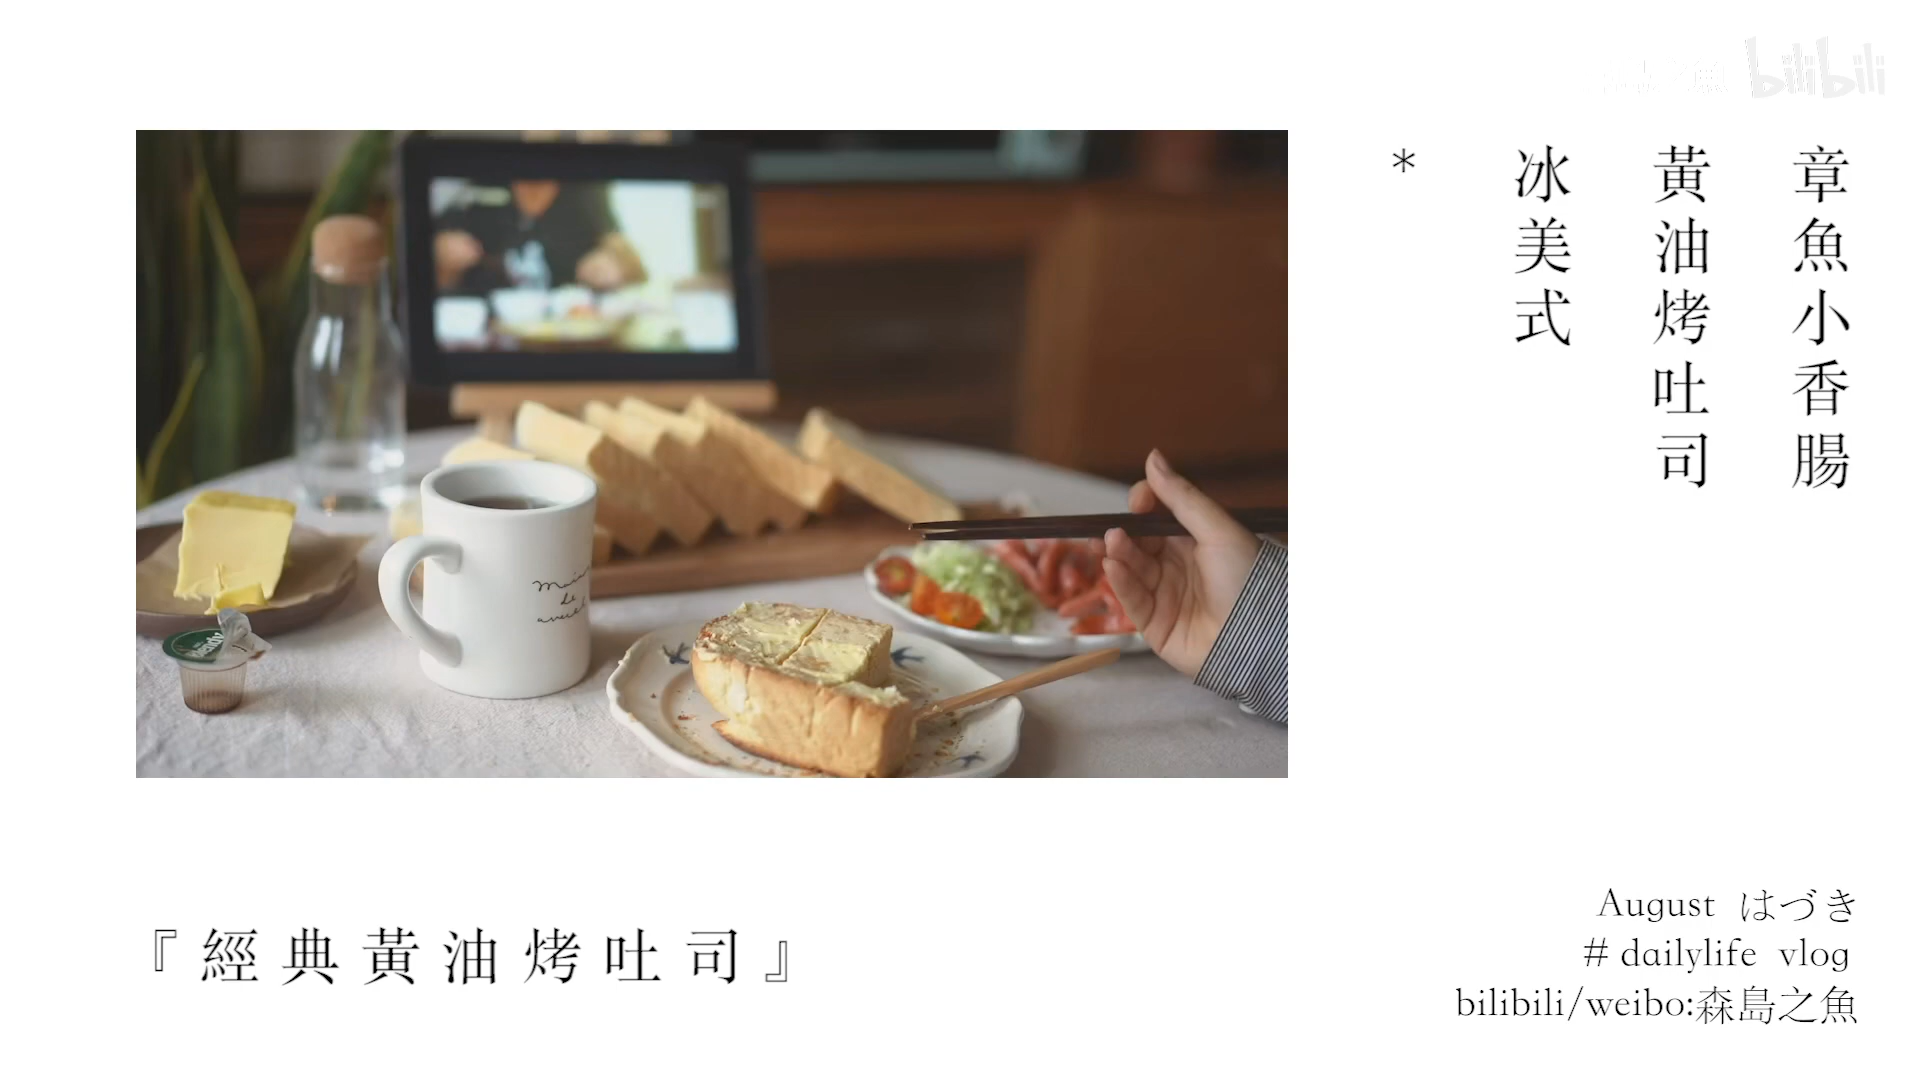 bilibili
章魚小香腸
黃油烤吐司
冰美式
*
Blendy
『經典黃油烤吐司』
August はづき
# dailylife vlog
bilibili/weibo:森島之魚